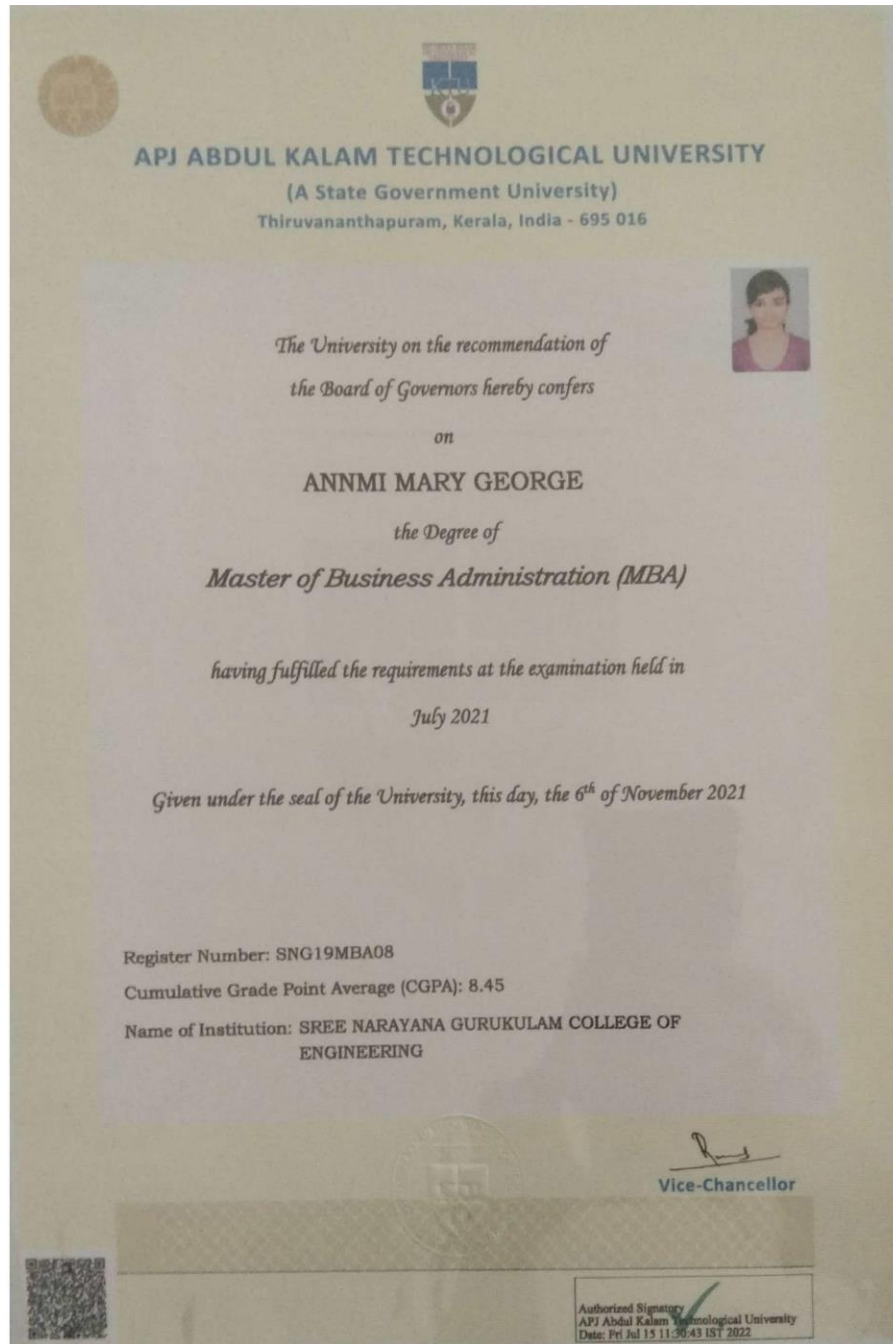 KTU
APJ ABDUL KALAM TECHNOLOGICAL UNIVERSITY
(A State Government University)
Thiruvananthapuram, Kerala, India - 695 016
The University on the recommendation of
the Board of Governors hereby confers
on
ANNMI MARY GEORGE
the Degree of
Master of Business Administration (MBA)
having fulfilled the requirements at the examination held in
July 2021
Given under the seal of the University, this day, the 6th of November 2021
Register Number: SNG19MBA08
Cumulative Grade Point Average (CGPA): 8.45
Name of Institution: SREE NARAYANA GURUKULAM COLLEGE OF
ENGINEERING
Vice-Chancellor
Authorized Signatory
APJ Abdul Kalam Technological University
Date: Fri Jul 15 11:30:43 IST 2022